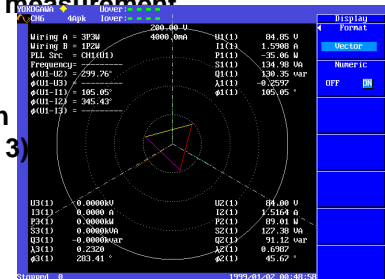 measurement
YOKOGAWA Uover:
CH6 4apk Iover:
200.00 V
4000.0mA
Wiring A = 3P3W
Wiring B = 1P2W
PLL Src = CH1(U1)
Frequency=--------
φ(U1-U2) = 299.76°
φ(U1-U3) = --------
φ(U1-I1) = 105.05°
φ(U1-I2) = 345.43°
φ(U1-I3) = --------
U1(1) 84.85 V
I1(1) 1.5908 A
P1(1) -35.06 W
S1(1) 134.98 VA
Q1(1) 130.35 var
λ1(1) -0.2597
φ1(1) 105.05 °
Display
Format
Vector
Numeric
OFF ON
n
3)
U3(1) 0.0000kV
I3(1) 0.0000 A
P3(1) 0.0000kW
S3(1) 0.0000kVA
Q3(1) -0.0000kvar
λ3(1) 0.2320
φ3(1) 283.41 °
U2(1) 84.00 V
I2(1) 1.5164 A
P2(1) 89.01 W
S2(1) 127.38 VA
Q2(1) 91.12 var
λ2(1) 0.6987
φ2(1) 45.67 °
Stopped 0 1999/01/02 00:48:58